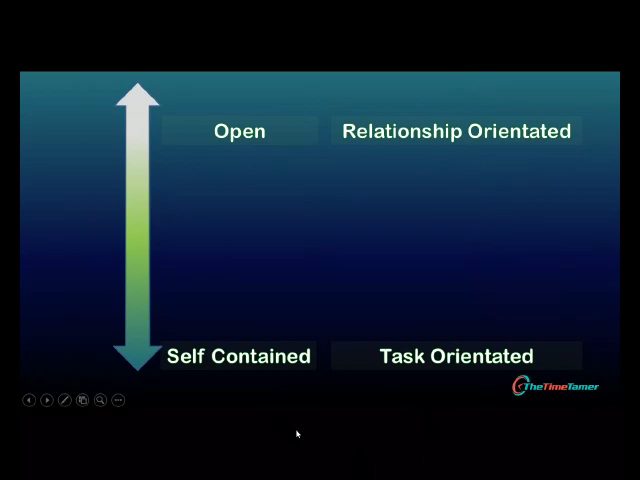 Open Relationship Orientated
Self Contained Task Orientated
TheTimeTamer